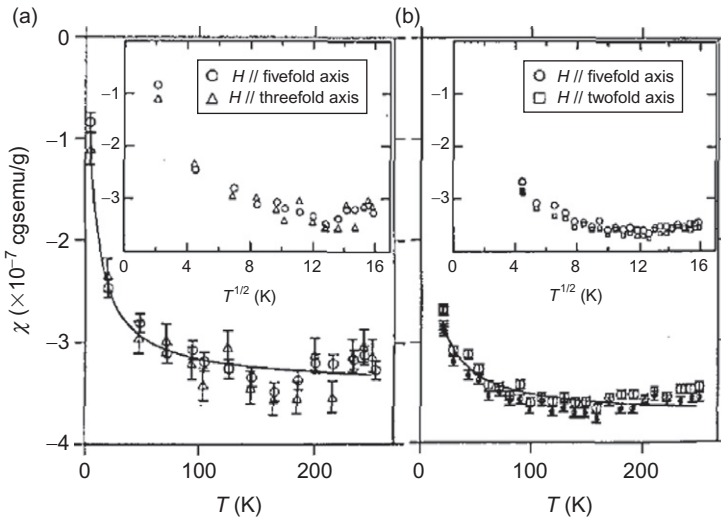 (a)
(b)
χ (×10⁻⁷ cgsemu/g)
0
−1
−2
−3
−4
H // fivefold axis
H // threefold axis
−1
−2
−3
0 4 8 12 16
T^1/2 (K)
0 100 200
T (K)
H // fivefold axis
H // twofold axis
−1
−2
−3
0 4 8 12 16
T^1/2 (K)
0 100 200
T (K)